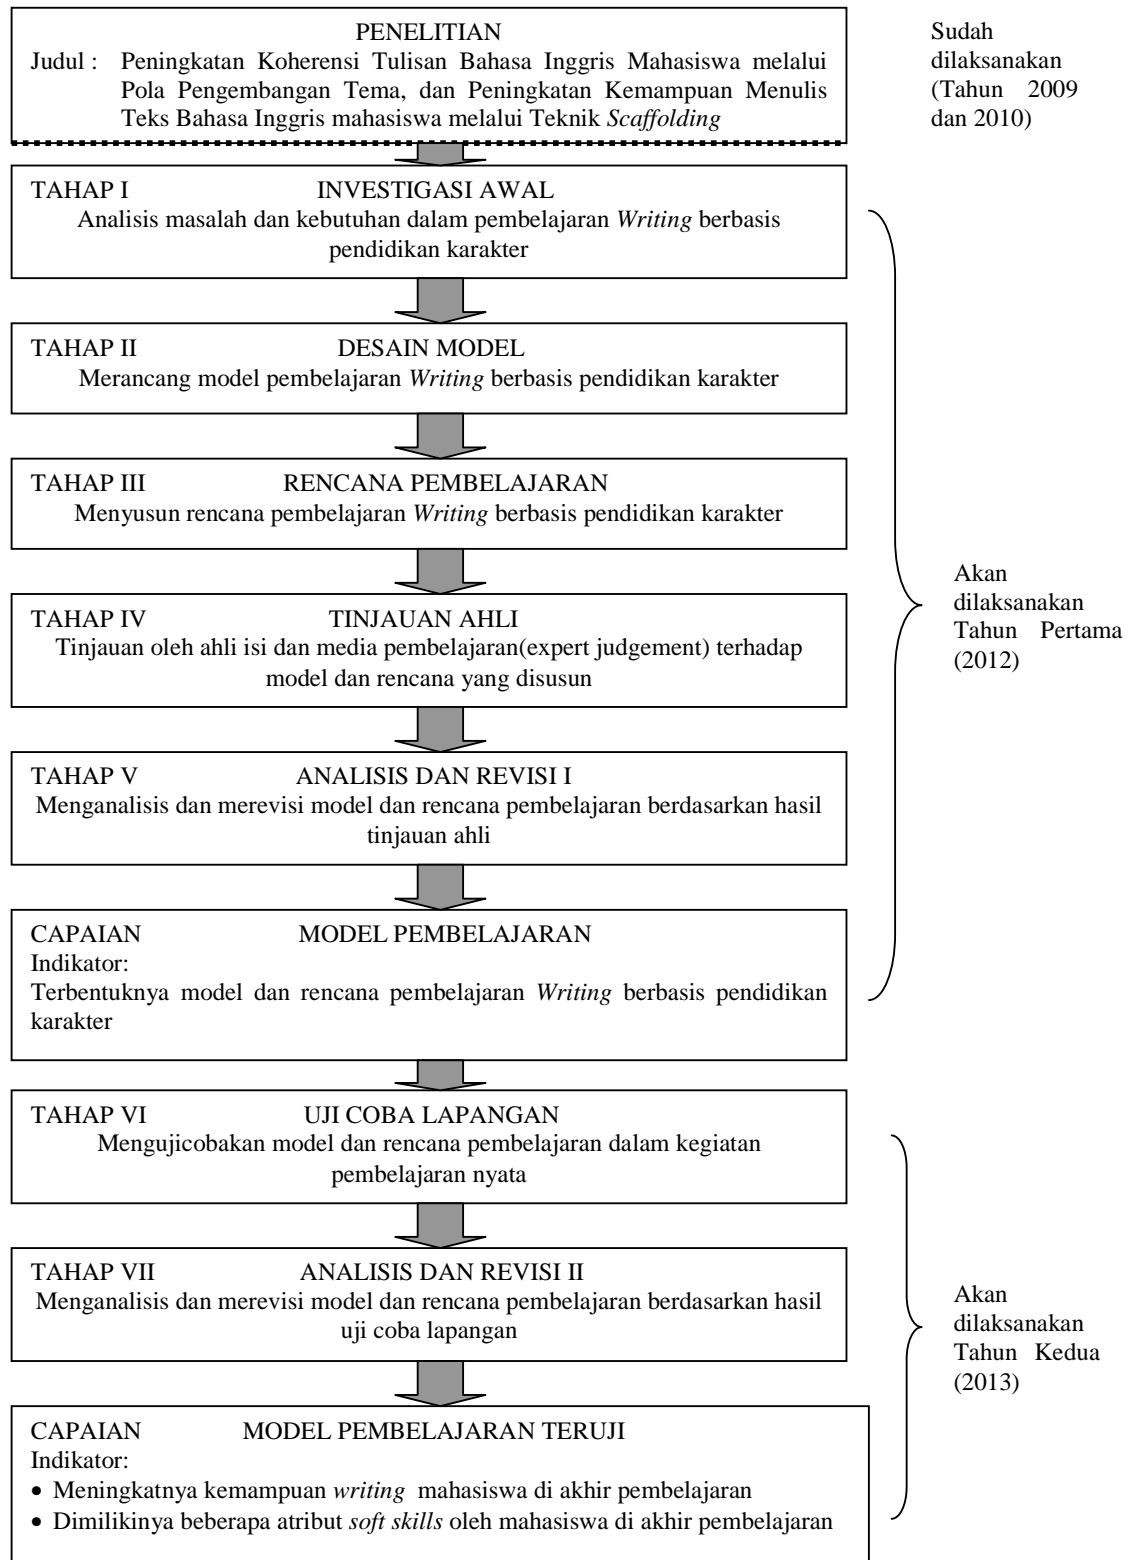 PENELITIAN
Judul : Peningkatan Koherensi Tulisan Bahasa Inggris Mahasiswa melalui
Pola Pengembangan Tema, dan Peningkatan Kemampuan Menulis
Teks Bahasa Inggris mahasiswa melalui Teknik Scaffolding
Sudah
dilaksanakan
(Tahun 2009
dan 2010)
TAHAP I INVESTIGASI AWAL
Analisis masalah dan kebutuhan dalam pembelajaran Writing berbasis
pendidikan karakter
TAHAP II DESAIN MODEL
Merancang model pembelajaran Writing berbasis pendidikan karakter
TAHAP III RENCANA PEMBELAJARAN
Menyusun rencana pembelajaran Writing berbasis pendidikan karakter
TAHAP IV TINJAUAN AHLI
Tinjauan oleh ahli isi dan media pembelajaran(expert judgement) terhadap
model dan rencana yang disusun
TAHAP V ANALISIS DAN REVISI I
Menganalisis dan merevisi model dan rencana pembelajaran berdasarkan hasil
tinjauan ahli
CAPAIAN MODEL PEMBELAJARAN
Indikator:
Terbentuknya model dan rencana pembelajaran Writing berbasis pendidikan
karakter
Akan
dilaksanakan
Tahun Pertama
(2012)
TAHAP VI UJI COBA LAPANGAN
Mengujicobakan model dan rencana pembelajaran dalam kegiatan
pembelajaran nyata
TAHAP VII ANALISIS DAN REVISI II
Menganalisis dan merevisi model dan rencana pembelajaran berdasarkan hasil
uji coba lapangan
CAPAIAN MODEL PEMBELAJARAN TERUJI
Indikator:
• Meningkatnya kemampuan writing mahasiswa di akhir pembelajaran
• Dimilikinya beberapa atribut soft skills oleh mahasiswa di akhir pembelajaran
Akan
dilaksanakan
Tahun Kedua
(2013)